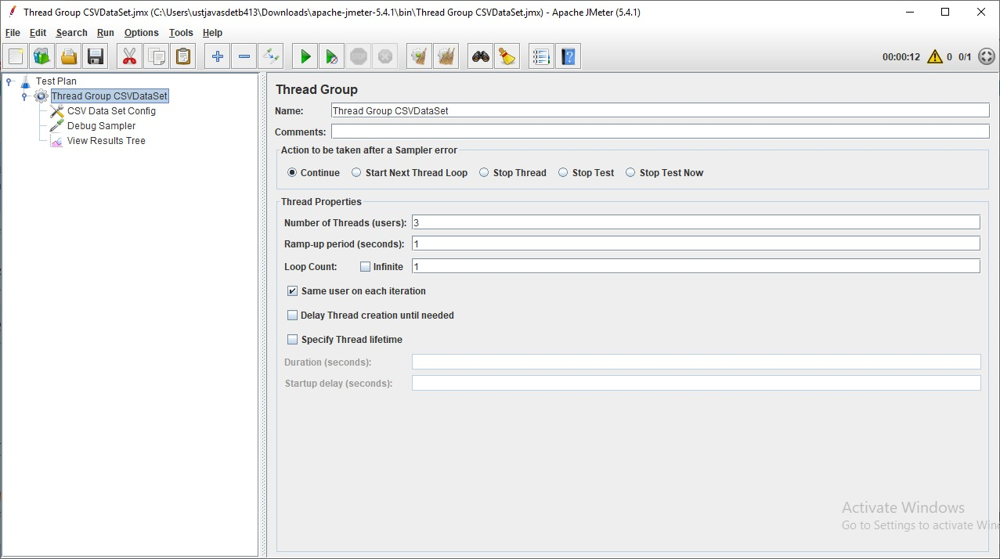 Thread Group CSVDataSet.jmx (C:\Users\ustjavasdetb413\Downloads\apache-jmeter-5.4.1\bin\Thread Group CSVDataSet.jmx) - Apache JMeter (5.4.1)
File Edit Search Run Options Tools Help
STOP
00:00:12 0 0/1
Test Plan
Thread Group CSVDataSet
CSV Data Set Config
Debug Sampler
View Results Tree
Thread Group
Name: Thread Group CSVDataSet
Comments:
Action to be taken after a Sampler error
Continue Start Next Thread Loop Stop Thread Stop Test Stop Test Now
Thread Properties
Number of Threads (users): 3
Ramp-up period (seconds): 1
Loop Count: Infinite 1
Same user on each iteration
Delay Thread creation until needed
Specify Thread lifetime
Duration (seconds):
Startup delay (seconds):
Activate Windows
Go to Settings to activate Win